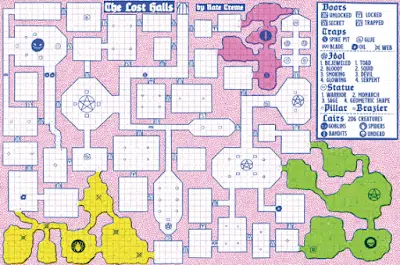 The Lost Halls by Kate Crems
Doors
UNLOCKED LOCKED
SECRET TRAPPED
Traps
SPIKE PIT GLUE
BLADE OIL WEB
Idol
1. BEJEWELED 1. TOAD
2. BLOODY 2. SQUID
3. SMOKING 3. DEVIL
4. GLOWING 4. SERPENT
Statue
1. WARRIOR 2. MONARCH
3. SAGE 4. GEOMETRIC SHAPE
Pillar Brazier
Lairs 2D6 CREATURES
GOBLINS SPIDERS
BANDITS UNDEAD